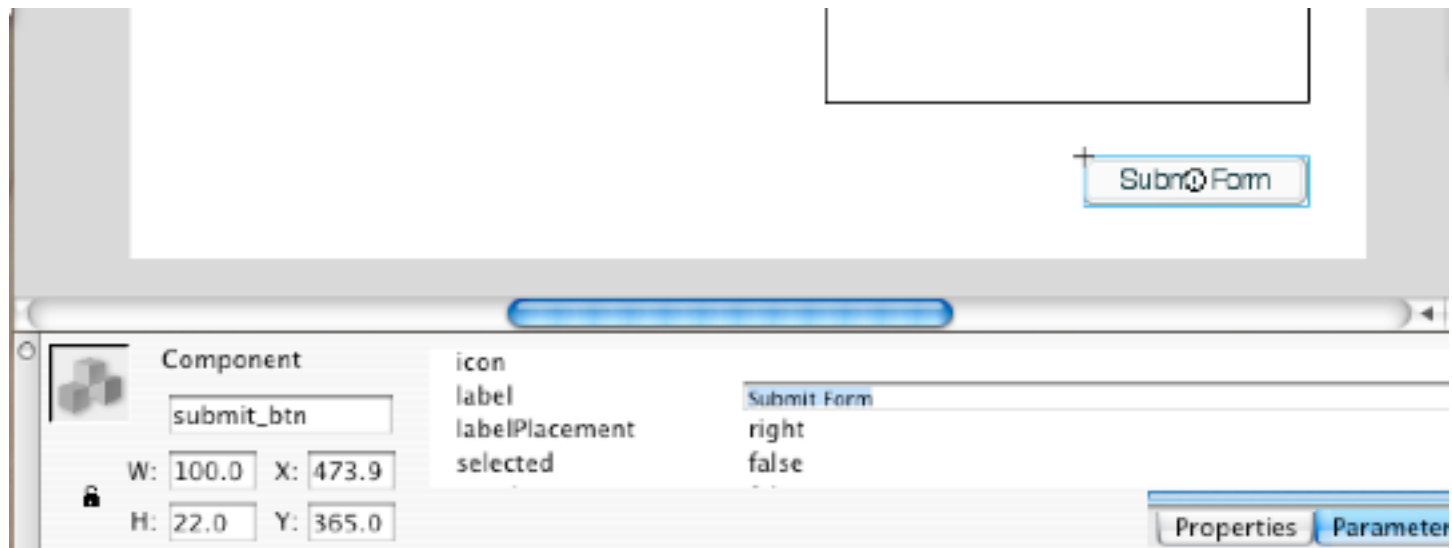 Submit Form
Component
submit_btn
W: 100.0 X: 473.9
H: 22.0 Y: 365.0
icon
label Submit Form
labelPlacement right
selected false
Properties Parameter